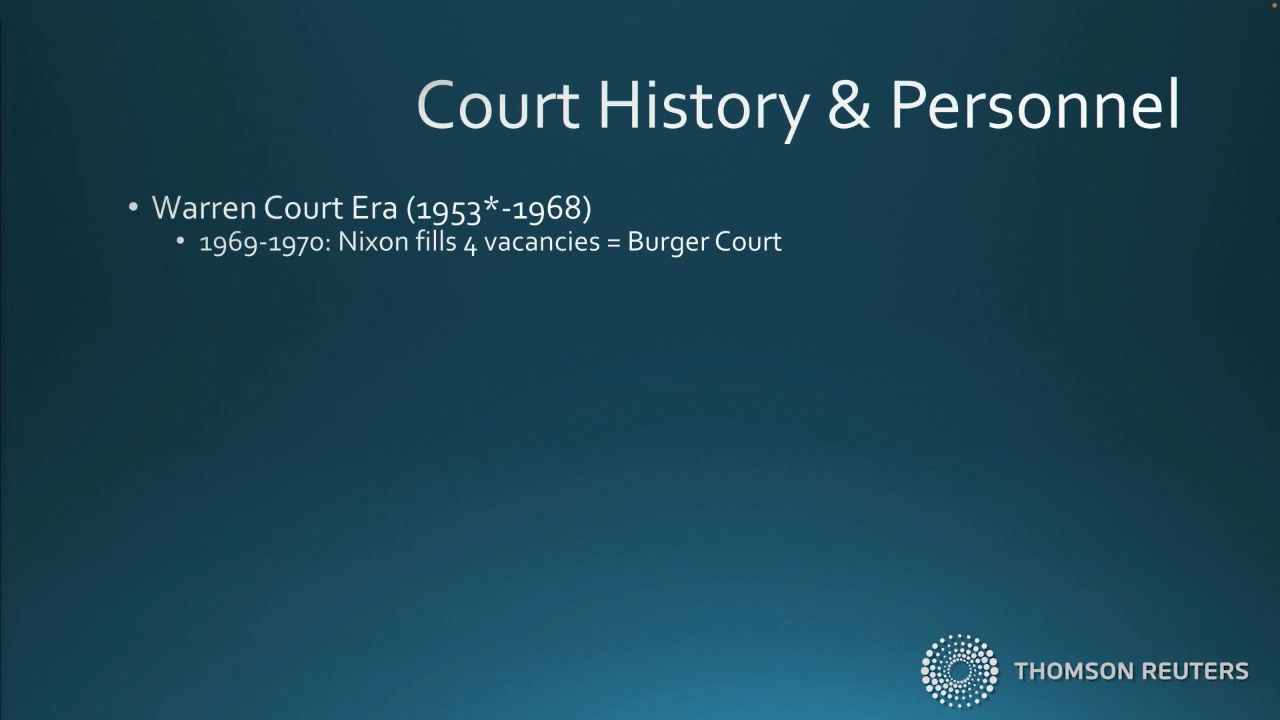 Court History & Personnel
• Warren Court Era (1953*-1968)
• 1969-1970: Nixon fills 4 vacancies = Burger Court
THOMSON REUTERS